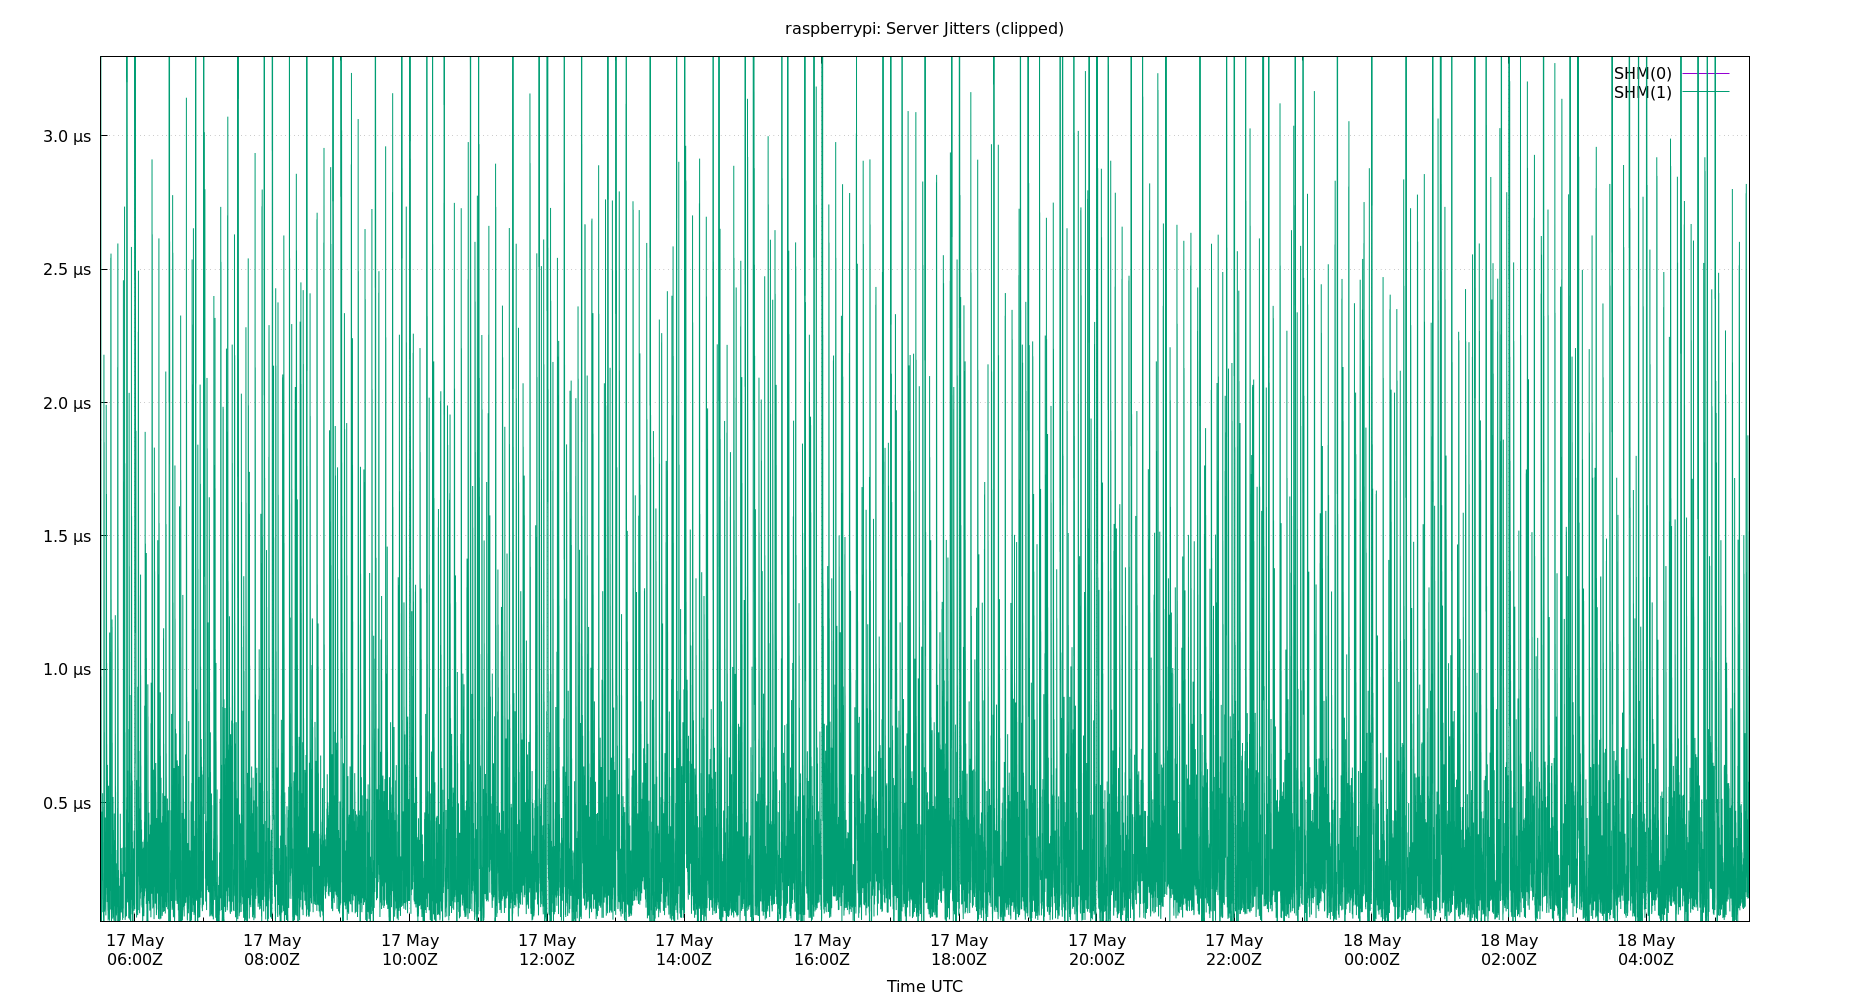 raspberrypi: Server Jitters (clipped)
SHM(0)
SHM(1)
3.0 µs
2.5 µs
2.0 µs
1.5 µs
1.0 µs
0.5 µs
17 May 17 May 17 May 17 May 17 May 17 May 17 May 17 May 17 May 18 May 18 May 18 May
06:00Z 08:00Z 10:00Z 12:00Z 14:00Z 16:00Z 18:00Z 20:00Z 22:00Z 00:00Z 02:00Z 04:00Z
Time UTC